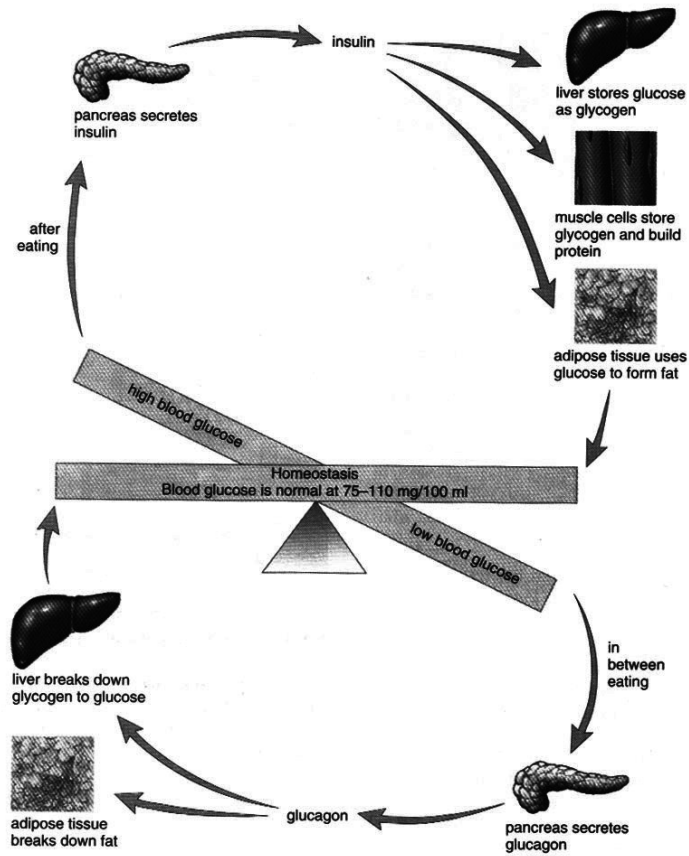 insulin
pancreas secretes
insulin
liver stores glucose
as glycogen
muscle cells store
glycogen and build
protein
after
eating
adipose tissue uses
glucose to form fat
high blood glucose
Homeostasis
Blood glucose is normal at 75–110 mg/100 ml
low blood glucose
in
between
eating
liver breaks down
glycogen to glucose
adipose tissue
breaks down fat
glucagon
pancreas secretes
glucagon